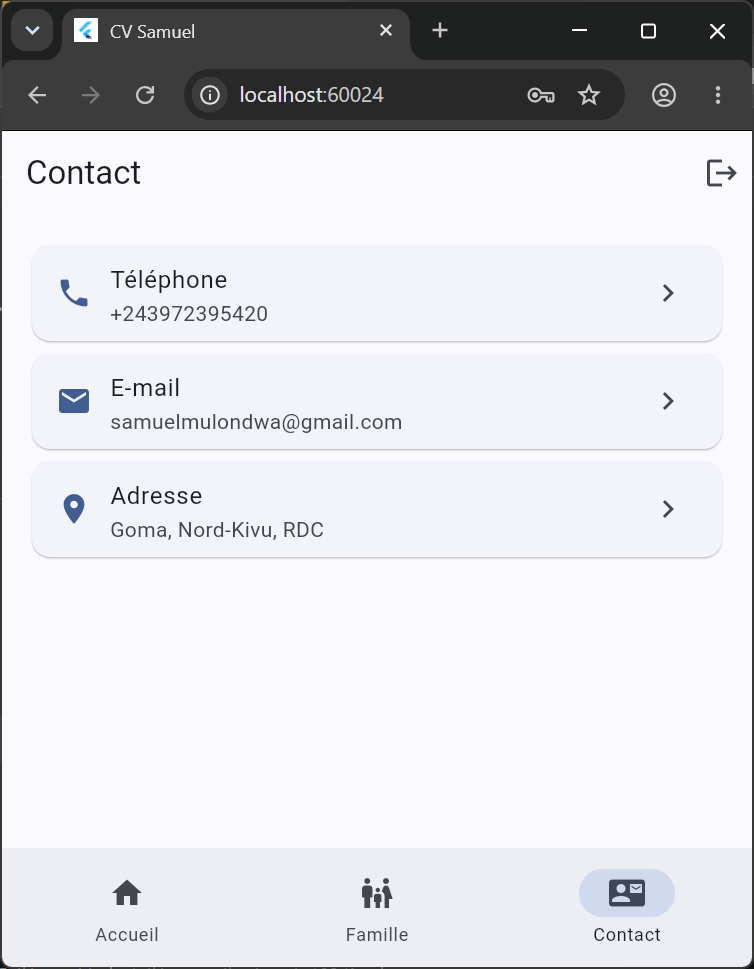 CV Samuel
localhost:60024
Contact
Téléphone
+243972395420
E-mail
samuelmulondwa@gmail.com
Adresse
Goma, Nord-Kivu, RDC
Accueil
Famille
Contact